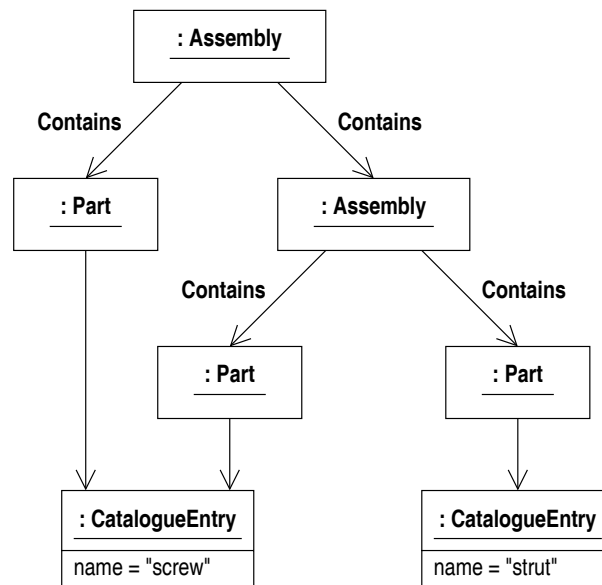 : Assembly
Contains
Contains
: Part
: Assembly
Contains
Contains
: Part
: Part
: CatalogueEntry
: CatalogueEntry
name = "screw"
name = "strut"